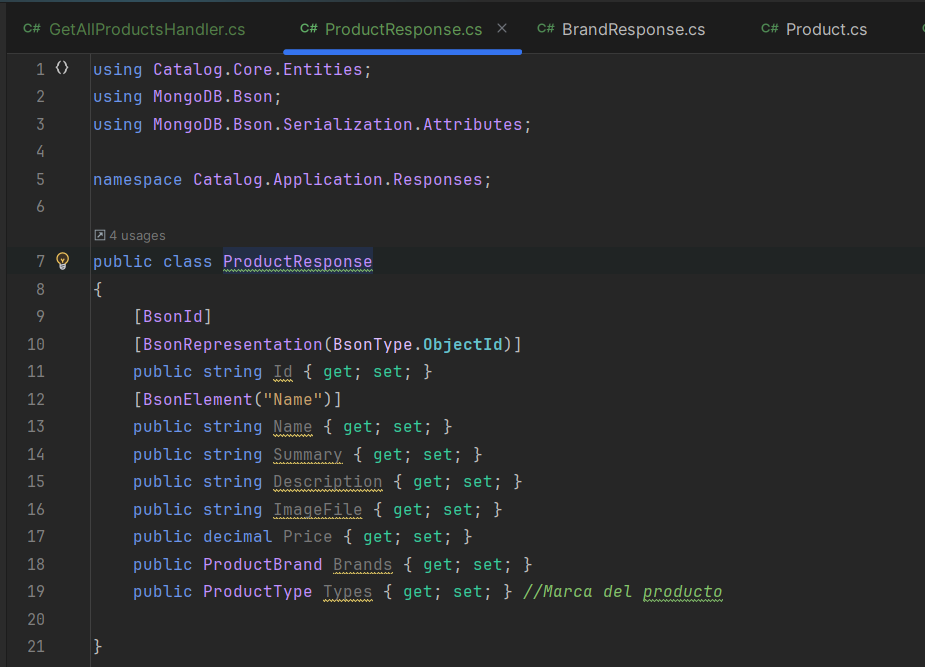 C# GetAllProductsHandler.cs C# ProductResponse.cs C# BrandResponse.cs C# Product.cs
1 using Catalog.Core.Entities;
2 using MongoDB.Bson;
3 using MongoDB.Bson.Serialization.Attributes;
4
5 namespace Catalog.Application.Responses;
6
4 usages
7 public class ProductResponse
8 {
9 [BsonId]
10 [BsonRepresentation(BsonType.ObjectId)]
11 public string Id { get; set; }
12 [BsonElement("Name")]
13 public string Name { get; set; }
14 public string Summary { get; set; }
15 public string Description { get; set; }
16 public string ImageFile { get; set; }
17 public decimal Price { get; set; }
18 public ProductBrand Brands { get; set; }
19 public ProductType Types { get; set; } //Marca del producto
20
21 }